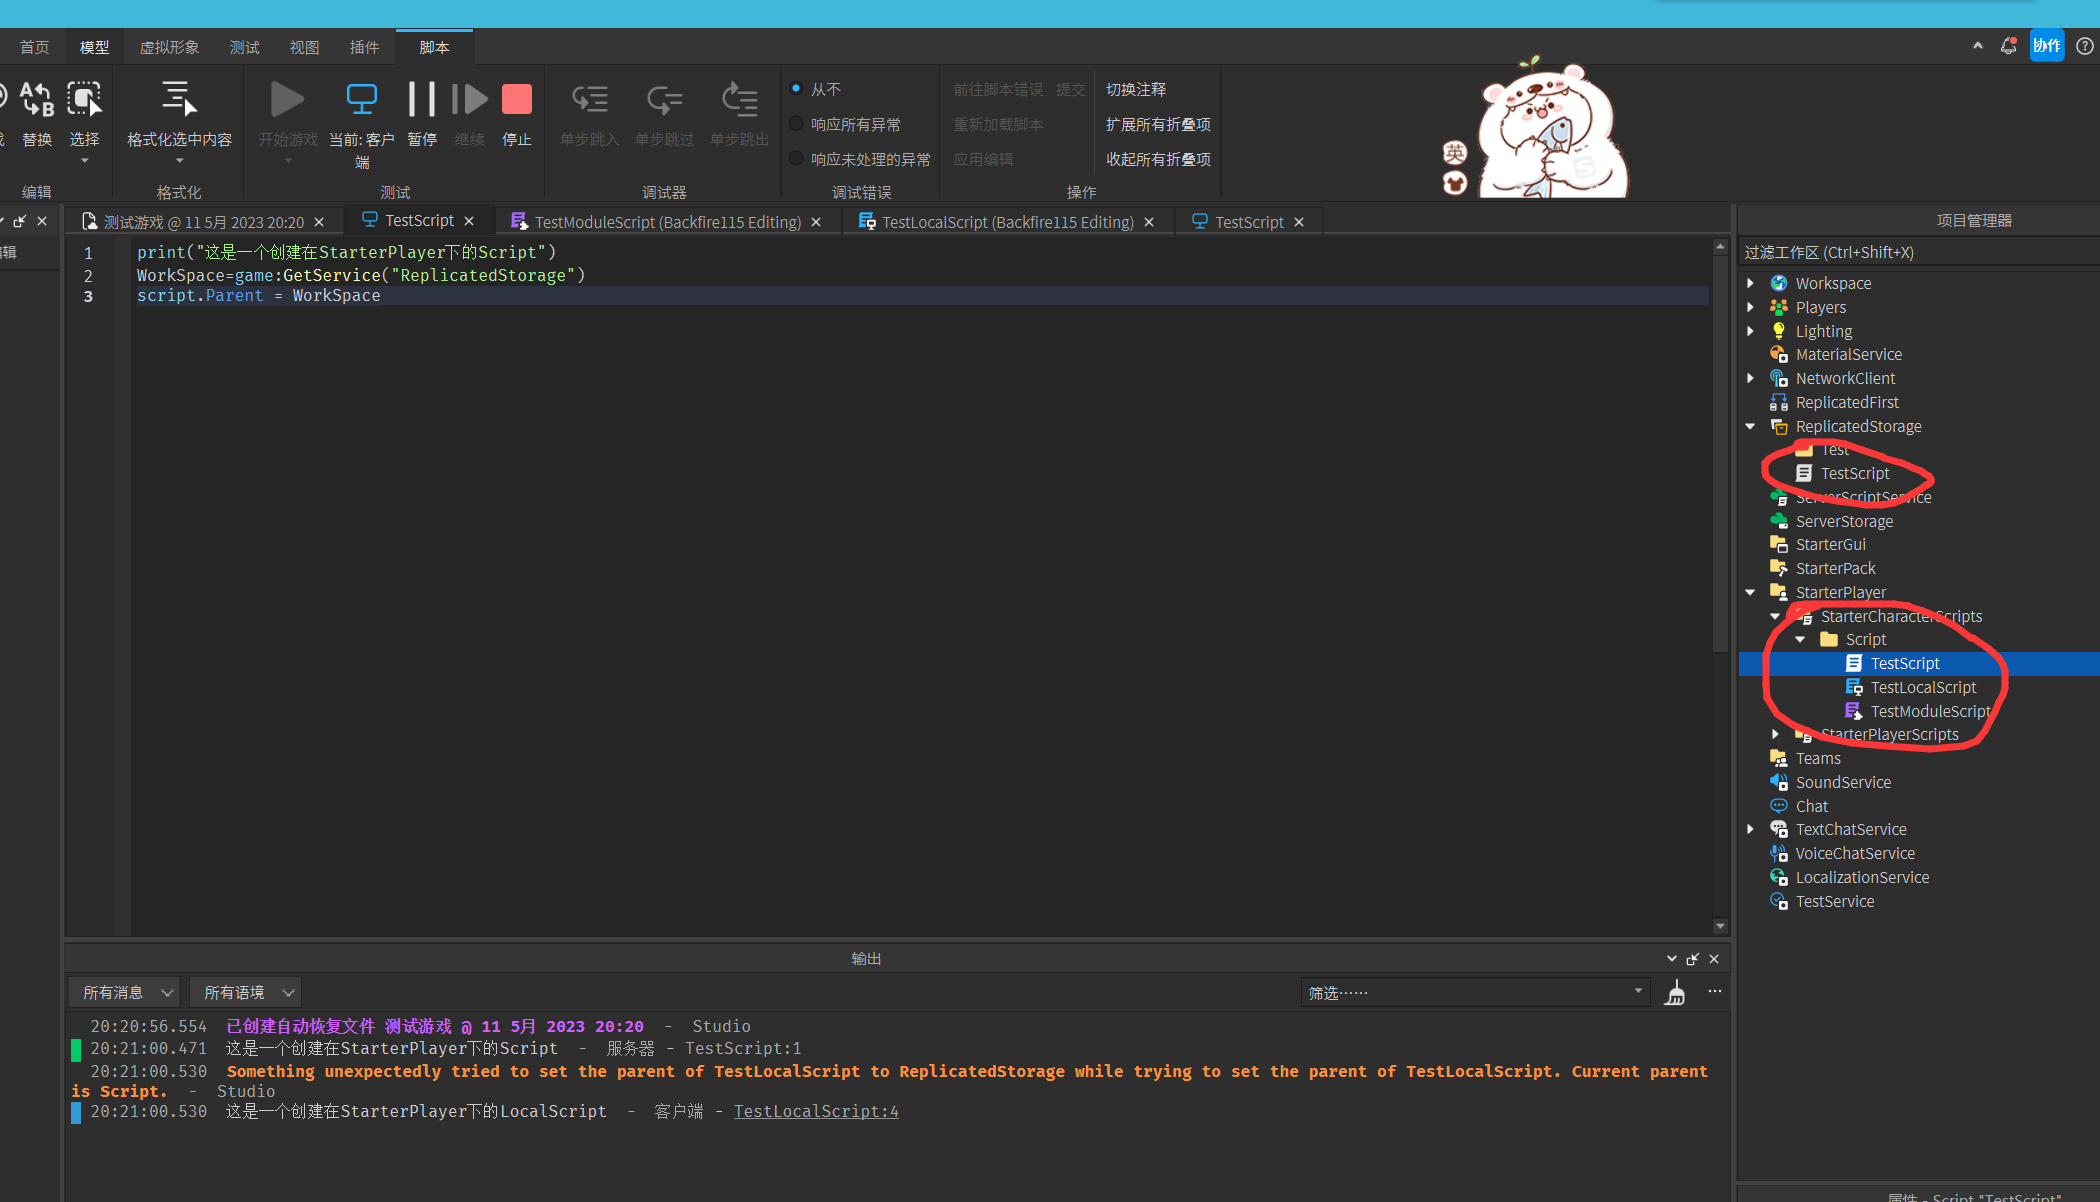 首页 模型 虚拟形象 测试 视图 插件 脚本
协作
替换 选择 格式化选中内容 开始游戏 当前: 客户端 暂停 继续 停止 单步跳入 单步跳过 单步跳出
从不
响应所有异常
响应未处理的异常
前往脚本错误 提交
重新加载脚本
应用编辑
切换注释
扩展所有折叠项
收起所有折叠项
英
编辑 格式化 测试 调试器 调试错误 操作
测试游戏 @ 11 5月 2023 20:20 TestScript TestModuleScript (Backfire115 Editing) TestLocalScript (Backfire115 Editing) TestScript
1 print("这是一个创建在StarterPlayer下的Script")
2 WorkSpace=game:GetService("ReplicatedStorage")
3 script.Parent = WorkSpace
项目管理器
过滤工作区 (Ctrl+Shift+X)
Workspace
Players
Lighting
MaterialService
NetworkClient
ReplicatedFirst
ReplicatedStorage
Test
TestScript
ServerScriptService
ServerStorage
StarterGui
StarterPack
StarterPlayer
StarterCharacterScripts
Script
TestScript
TestLocalScript
TestModuleScript
StarterPlayerScripts
Teams
SoundService
Chat
TextChatService
VoiceChatService
LocalizationService
TestService
输出
所有消息 所有语境 筛选……
20:20:56.554 已创建自动恢复文件 测试游戏 @ 11 5月 2023 20:20 - Studio
20:21:00.471 这是一个创建在StarterPlayer下的Script - 服务器 - TestScript:1
20:21:00.530 Something unexpectedly tried to set the parent of TestLocalScript to ReplicatedStorage while trying to set the parent of TestLocalScript. Current parent
is Script. - Studio
20:21:00.530 这是一个创建在StarterPlayer下的LocalScript - 客户端 - TestLocalScript:4
属性 - Script "TestScript"